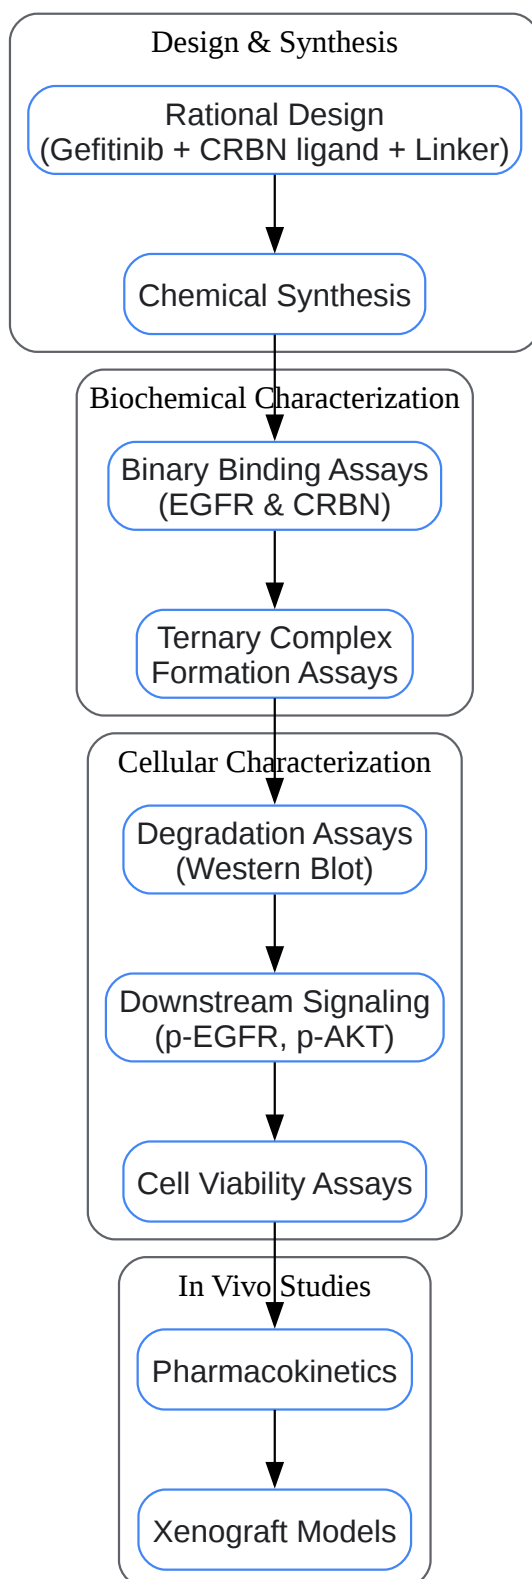 Design & Synthesis
Rational Design
(Gefitinib + CRBN ligand + Linker)
Chemical Synthesis
Biochemical Characterization
Binary Binding Assays
(EGFR & CRBN)
Ternary Complex
Formation Assays
Cellular Characterization
Degradation Assays
(Western Blot)
Downstream Signaling
(p-EGFR, p-AKT)
Cell Viability Assays
In Vivo Studies
Pharmacokinetics
Xenograft Models